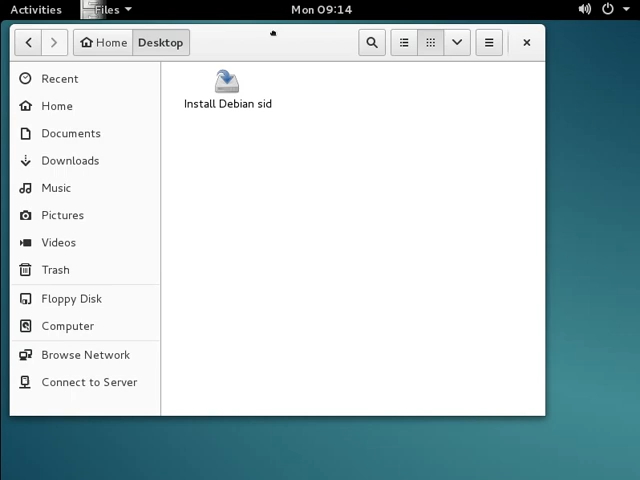 Activities Files Mon 09:14
Home Desktop
Recent
Home
Documents
Downloads
Music
Pictures
Videos
Trash
Floppy Disk
Computer
Browse Network
Connect to Server
Install Debian sid